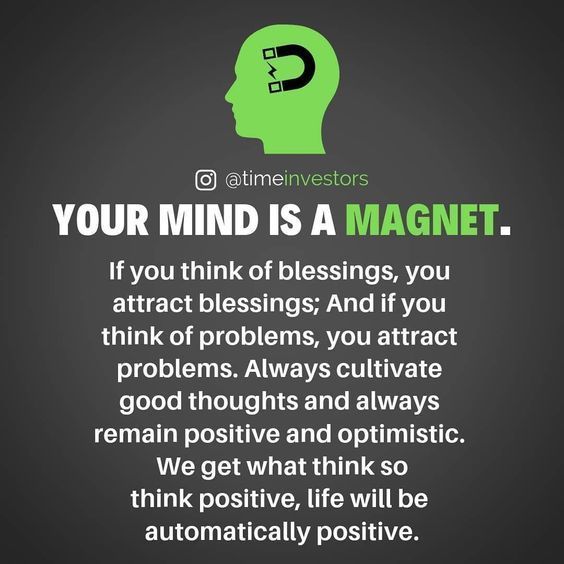 @timeinvestors
YOUR MIND IS A MAGNET.
If you think of blessings, you
attract blessings; And if you
think of problems, you attract
problems. Always cultivate
good thoughts and always
remain positive and optimistic.
We get what think so
think positive, life will be
automatically positive.